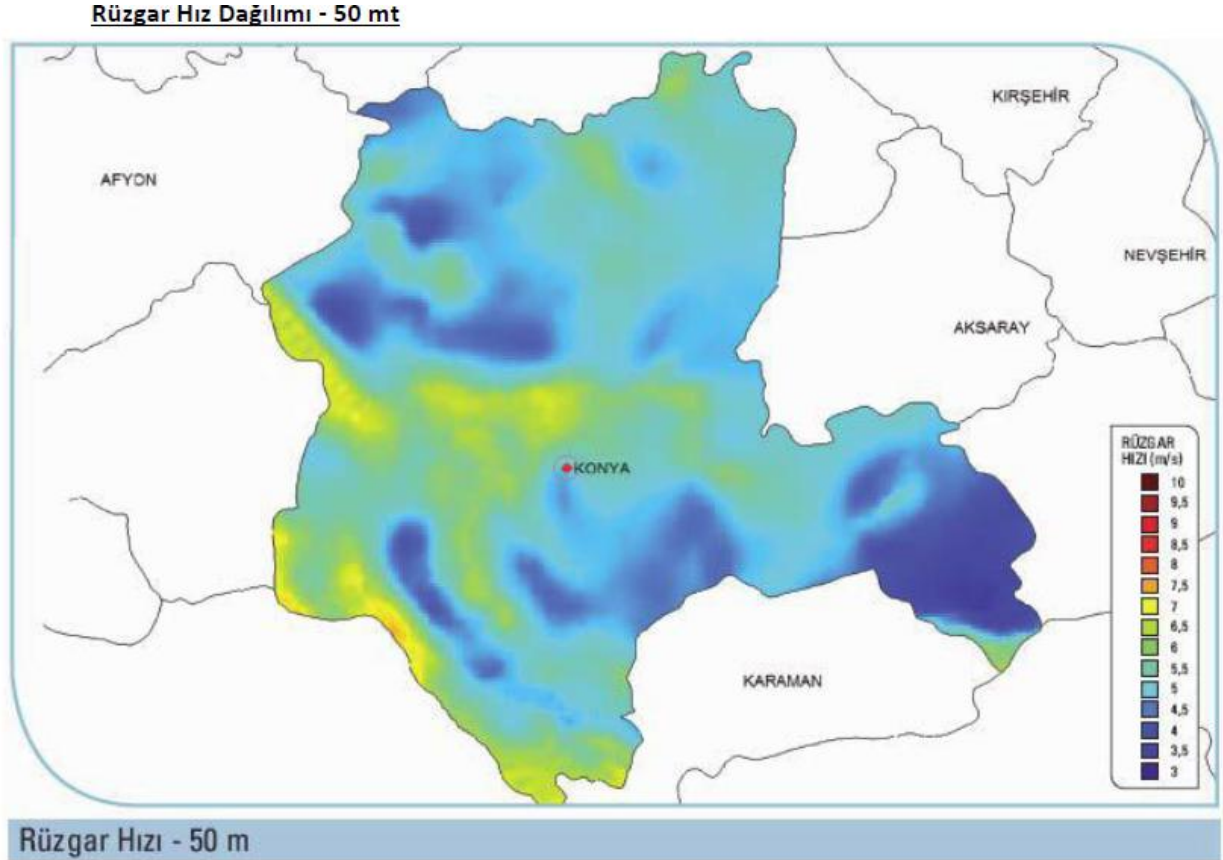 Rüzgar Hız Dağılımı - 50 mt
KIRŞEHİR
AFYON
NEVŞEHİR
AKSARAY
KONYA
KARAMAN
RÜZGAR
HIZI (m/s)
10
9,5
9
8,5
8
7,5
7
6,5
6
5,5
5
4,5
4
3,5
3
Rüzgar Hızı - 50 m